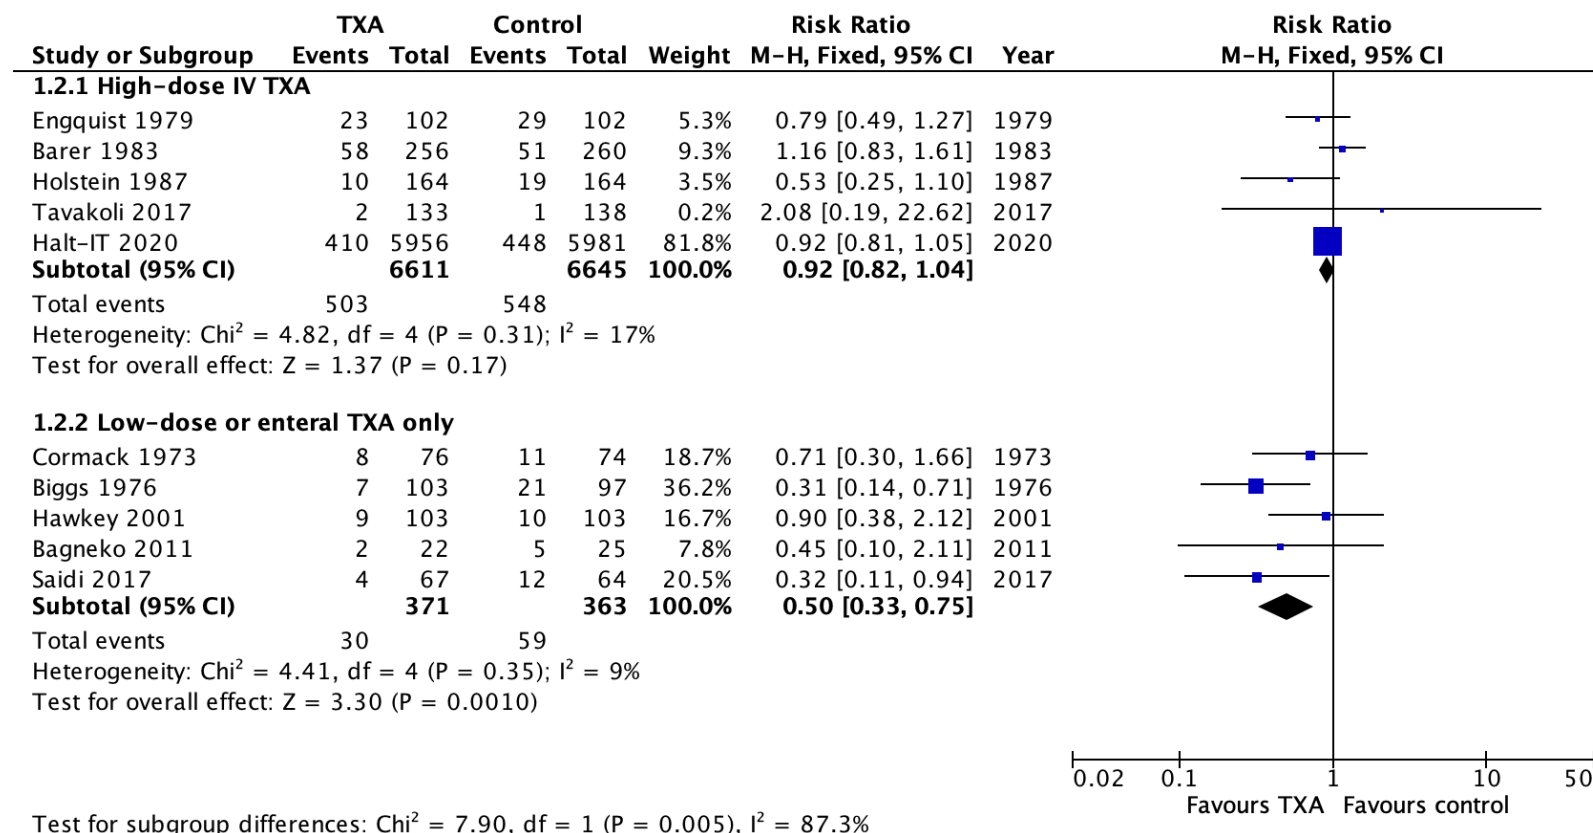 TXA Control Risk Ratio Risk Ratio
Study or Subgroup Events Total Events Total Weight M-H, Fixed, 95% CI Year M-H, Fixed, 95% CI
1.2.1 High-dose IV TXA
Engquist 1979 23 102 29 102 5.3% 0.79 [0.49, 1.27] 1979
Barer 1983 58 256 51 260 9.3% 1.16 [0.83, 1.61] 1983
Holstein 1987 10 164 19 164 3.5% 0.53 [0.25, 1.10] 1987
Tavakoli 2017 2 133 1 138 0.2% 2.08 [0.19, 22.62] 2017
Halt-IT 2020 410 5956 448 5981 81.8% 0.92 [0.81, 1.05] 2020
Subtotal (95% CI) 6611 6645 100.0% 0.92 [0.82, 1.04]
Total events 503 548
Heterogeneity: Chi² = 4.82, df = 4 (P = 0.31); I² = 17%
Test for overall effect: Z = 1.37 (P = 0.17)
1.2.2 Low-dose or enteral TXA only
Cormack 1973 8 76 11 74 18.7% 0.71 [0.30, 1.66] 1973
Biggs 1976 7 103 21 97 36.2% 0.31 [0.14, 0.71] 1976
Hawkey 2001 9 103 10 103 16.7% 0.90 [0.38, 2.12] 2001
Bagneko 2011 2 22 5 25 7.8% 0.45 [0.10, 2.11] 2011
Saidi 2017 4 67 12 64 20.5% 0.32 [0.11, 0.94] 2017
Subtotal (95% CI) 371 363 100.0% 0.50 [0.33, 0.75]
Total events 30 59
Heterogeneity: Chi² = 4.41, df = 4 (P = 0.35); I² = 9%
Test for overall effect: Z = 3.30 (P = 0.0010)
0.02 0.1 1 10 50
Favours TXA Favours control
Test for subgroup differences: Chi² = 7.90, df = 1 (P = 0.005), I² = 87.3%